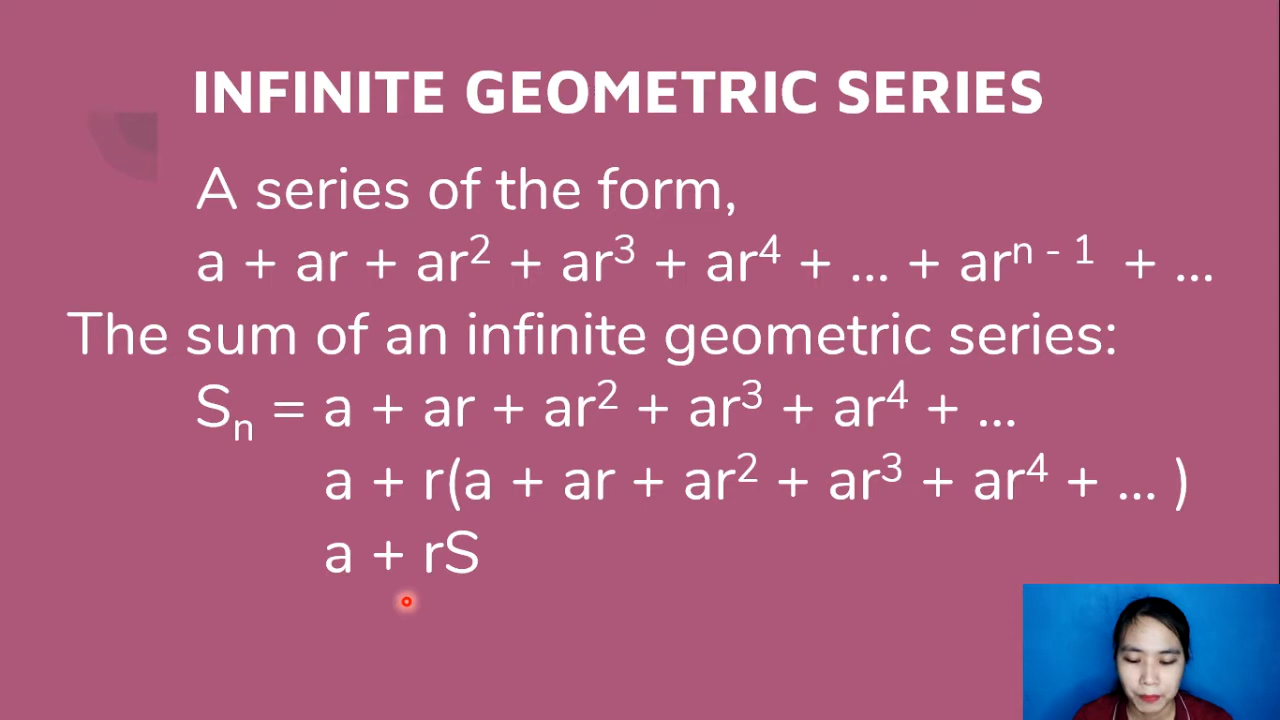 INFINITE GEOMETRIC SERIES
A series of the form,
a + ar + ar² + ar³ + ar⁴ + ... + arⁿ ⁻ ¹ + ...
The sum of an infinite geometric series:
Sₙ = a + ar + ar² + ar³ + ar⁴ + ...
a + r(a + ar + ar² + ar³ + ar⁴ + ... )
a + rS